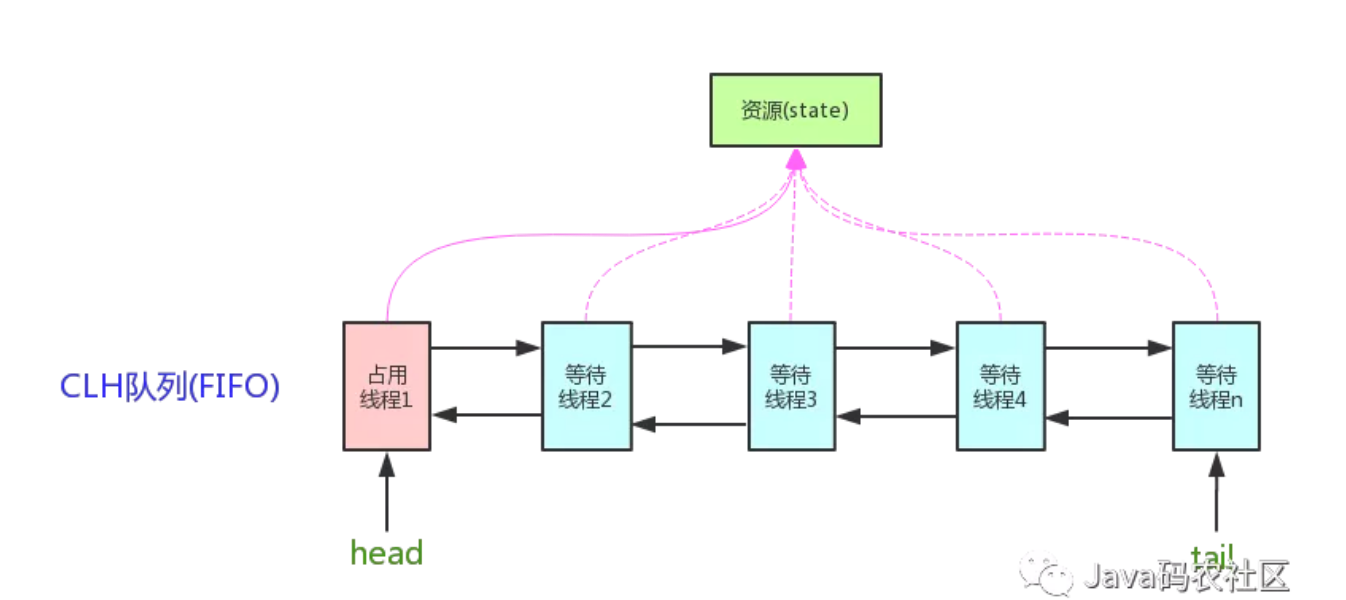 资源(state)
CLH队列(FIFO)
占用
线程1
等待
线程2
等待
线程3
等待
线程4
等待
线程n
head
tail
Java码农社区